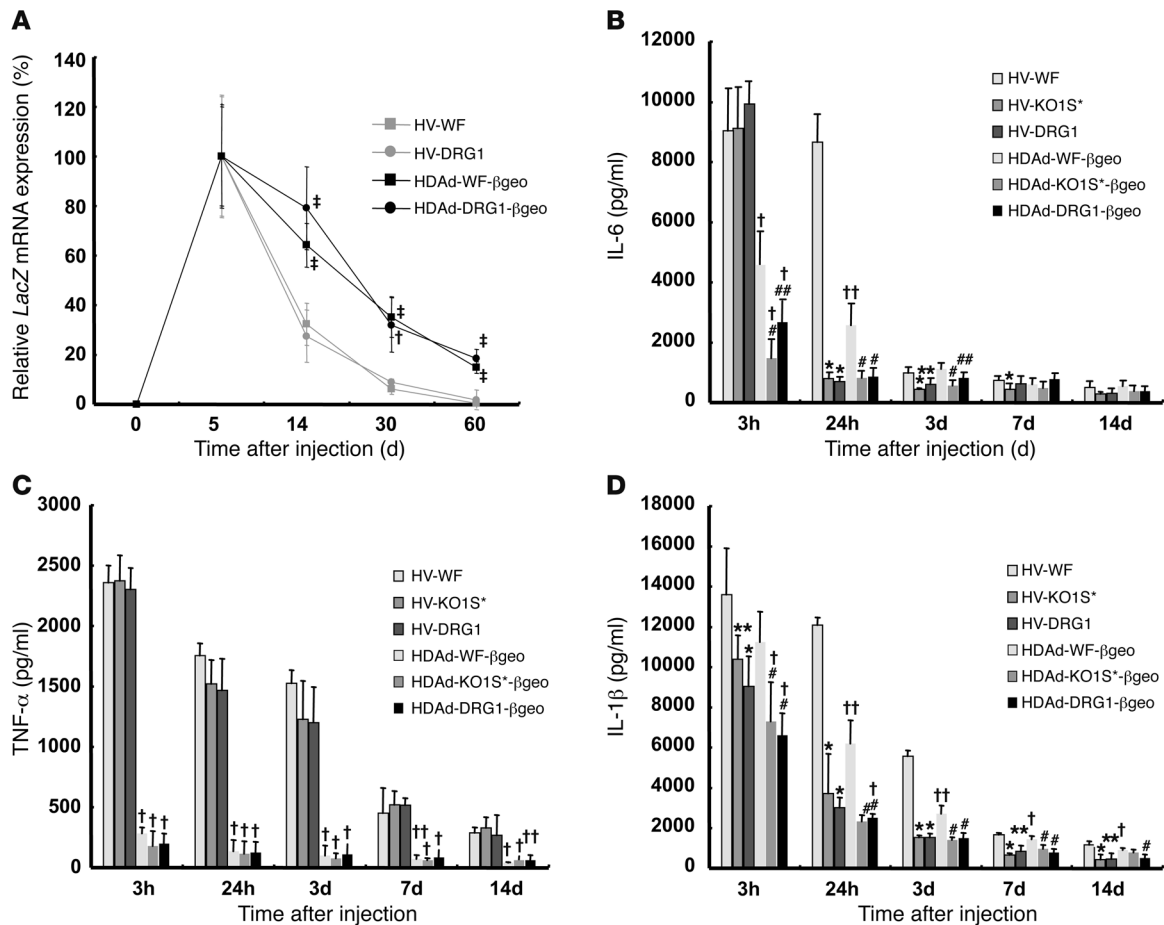 A
Relative LacZ mRNA expression (%)
140
120
100
80
60
40
20
0
0 5 14 30 60
Time after injection (d)
HV-WF
HV-DRG1
HDAd-WF-βgeo
HDAd-DRG1-βgeo
‡
‡
‡
†
‡
‡
B
IL-6 (pg/ml)
12000
10000
8000
6000
4000
2000
0
3h 24h 3d 7d 14d
Time after injection (d)
HV-WF
HV-KO1S*
HV-DRG1
HDAd-WF-βgeo
HDAd-KO1S*-βgeo
HDAd-DRG1-βgeo
†
†
#
†
##
* *
††
# #
*
**
#
##
*
C
TNF-α (pg/ml)
3000
2500
2000
1500
1000
500
0
3h 24h 3d 7d 14d
Time after injection
HV-WF
HV-KO1S*
HV-DRG1
HDAd-WF-βgeo
HDAd-KO1S*-βgeo
HDAd-DRG1-βgeo
† † †
† † †
† † †
†† † †
† † ††
D
IL-1β (pg/ml)
18000
16000
14000
12000
10000
8000
6000
4000
2000
0
3h 24h 3d 7d 14d
Time after injection
HV-WF
HV-KO1S*
HV-DRG1
HDAd-WF-βgeo
HDAd-KO1S*-βgeo
HDAd-DRG1-βgeo
**
*
†
#
†
#
*
*
††
##
†
#
* *
††
# #
*
**
†
# #
*
**
†
#